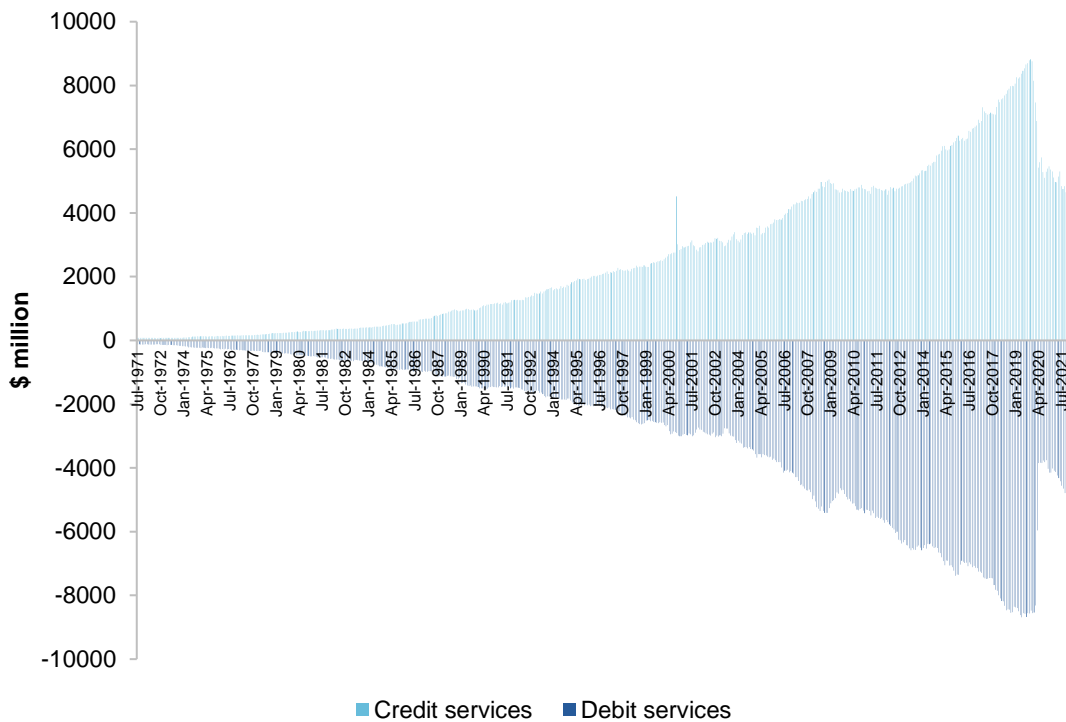 10000
8000
6000
4000
2000
0
-2000
-4000
-6000
-8000
-10000
$ million
Jul-1971
Oct-1972
Jan-1974
Apr-1975
Jul-1976
Oct-1977
Jan-1979
Apr-1980
Jul-1981
Oct-1982
Jan-1984
Apr-1985
Jul-1986
Oct-1987
Jan-1989
Apr-1990
Jul-1991
Oct-1992
Jan-1994
Apr-1995
Jul-1996
Oct-1997
Jan-1999
Apr-2000
Jul-2001
Oct-2002
Jan-2004
Apr-2005
Jul-2006
Oct-2007
Jan-2009
Apr-2010
Jul-2011
Oct-2012
Jan-2014
Apr-2015
Jul-2016
Oct-2017
Jan-2019
Apr-2020
Jul-2021
Credit services
Debit services